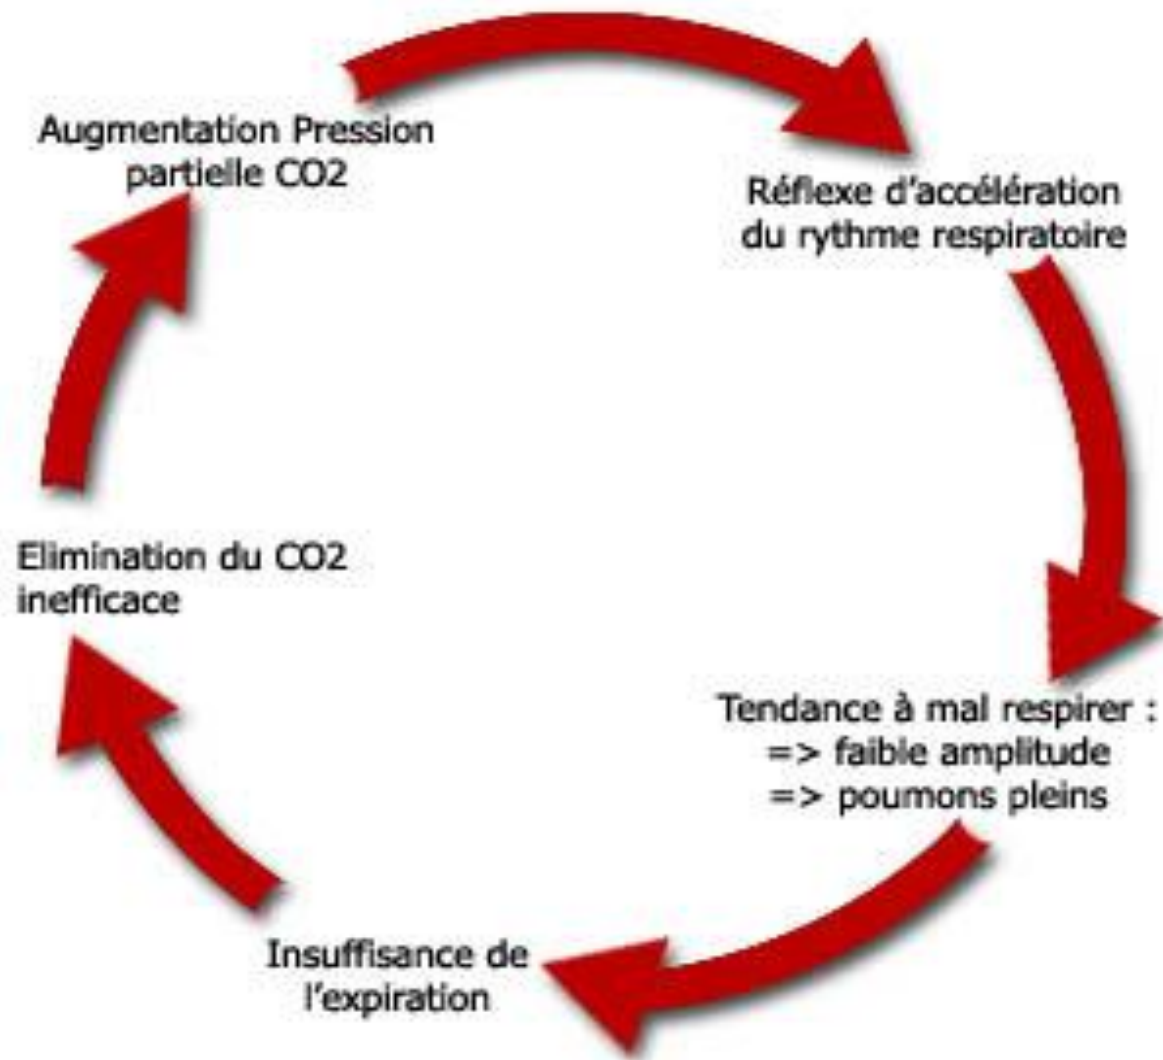 Augmentation Pression
partielle CO2
Réflexe d'accélération
du rythme respiratoire
Tendance à mal respirer :
=> faible amplitude
=> poumons pleins
Insuffisance de
l'expiration
Elimination du CO2
inefficace